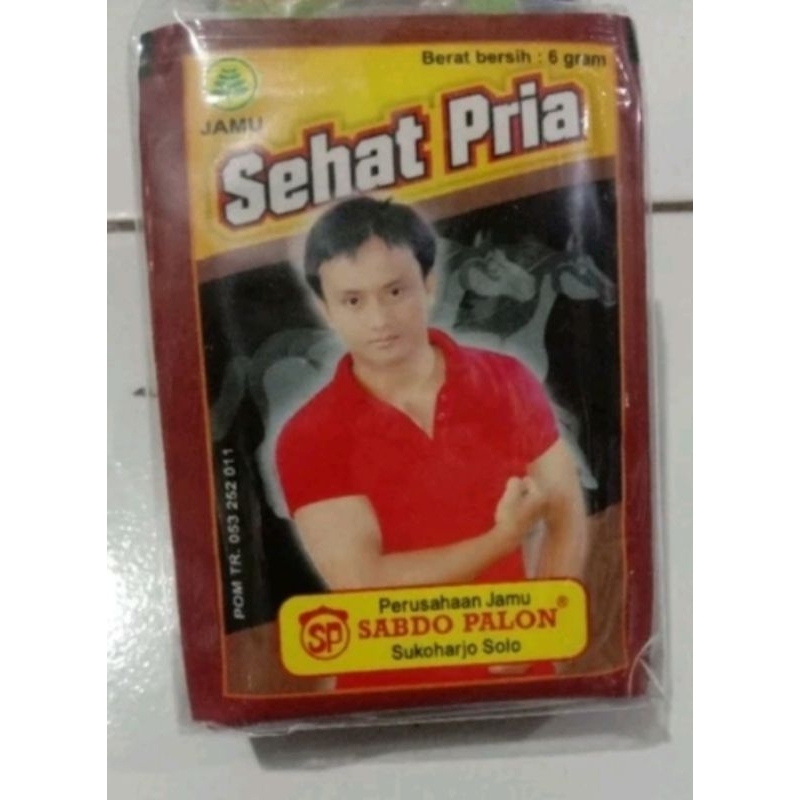 Berat bersih : 6 gram
JAMU
Sehat Pria
POM TR. 053 252 011
Perusahaan Jamu
SP SABDO PALON®
Sukoharjo Solo